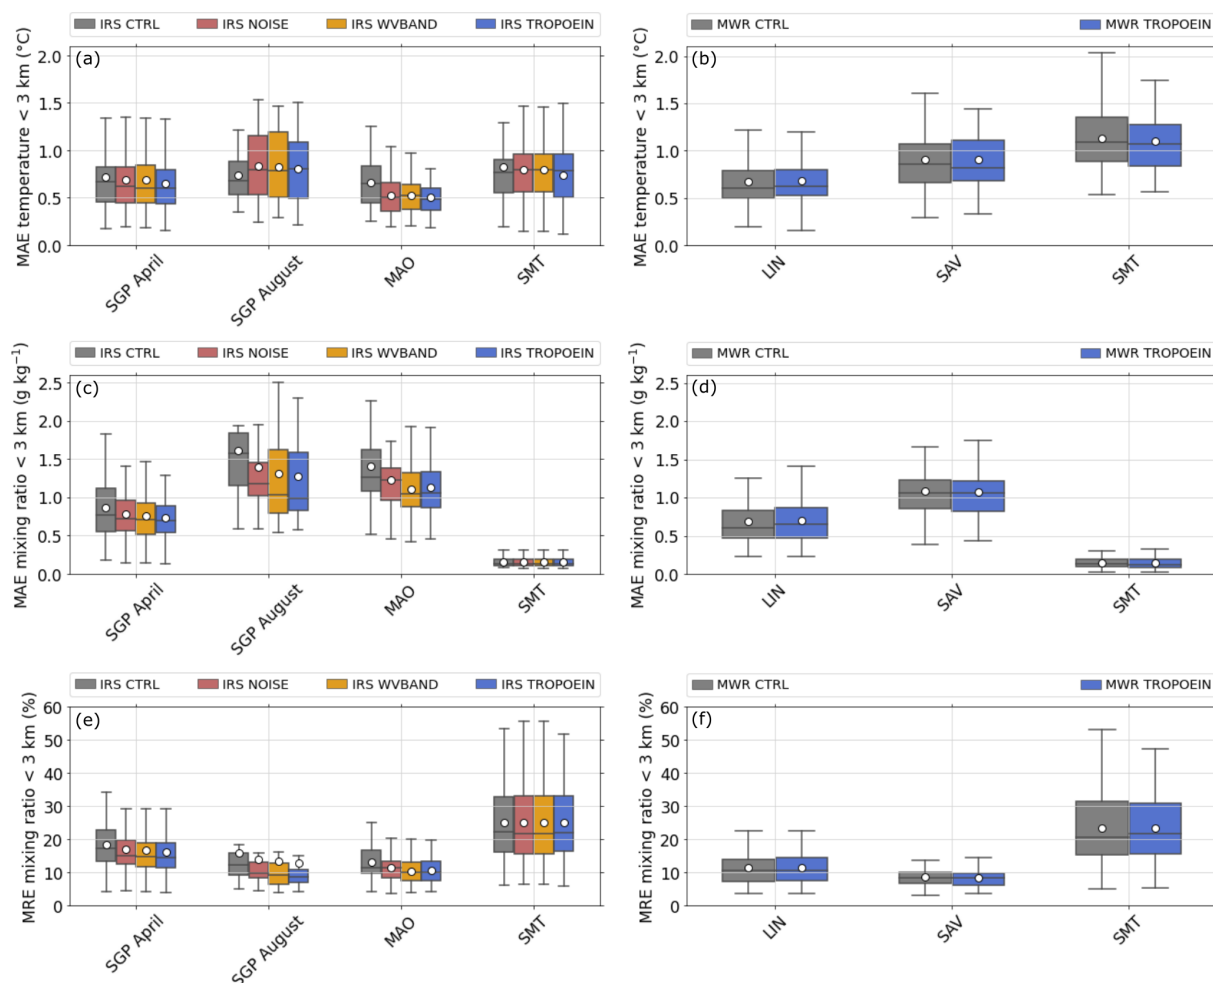 IRS CTRL IRS NOISE IRS WVBAND IRS TROPOEIN
MWR CTRL MWR TROPOEIN
(a)
MAE temperature < 3 km (°C)
2.0
1.5
1.0
0.5
0.0
SGP April SGP August MAO SMT
(b)
MAE temperature < 3 km (°C)
2.0
1.5
1.0
0.5
0.0
LIN SAV SMT
IRS CTRL IRS NOISE IRS WVBAND IRS TROPOEIN
MWR CTRL MWR TROPOEIN
(c)
MAE mixing ratio < 3 km (g kg⁻¹)
2.5
2.0
1.5
1.0
0.5
0.0
SGP April SGP August MAO SMT
(d)
MAE mixing ratio < 3 km (g kg⁻¹)
2.5
2.0
1.5
1.0
0.5
0.0
LIN SAV SMT
IRS CTRL IRS NOISE IRS WVBAND IRS TROPOEIN
MWR CTRL MWR TROPOEIN
(e)
MRE mixing ratio < 3 km (%)
60
50
40
30
20
10
0
SGP April SGP August MAO SMT
(f)
MRE mixing ratio < 3 km (%)
60
50
40
30
20
10
0
LIN SAV SMT